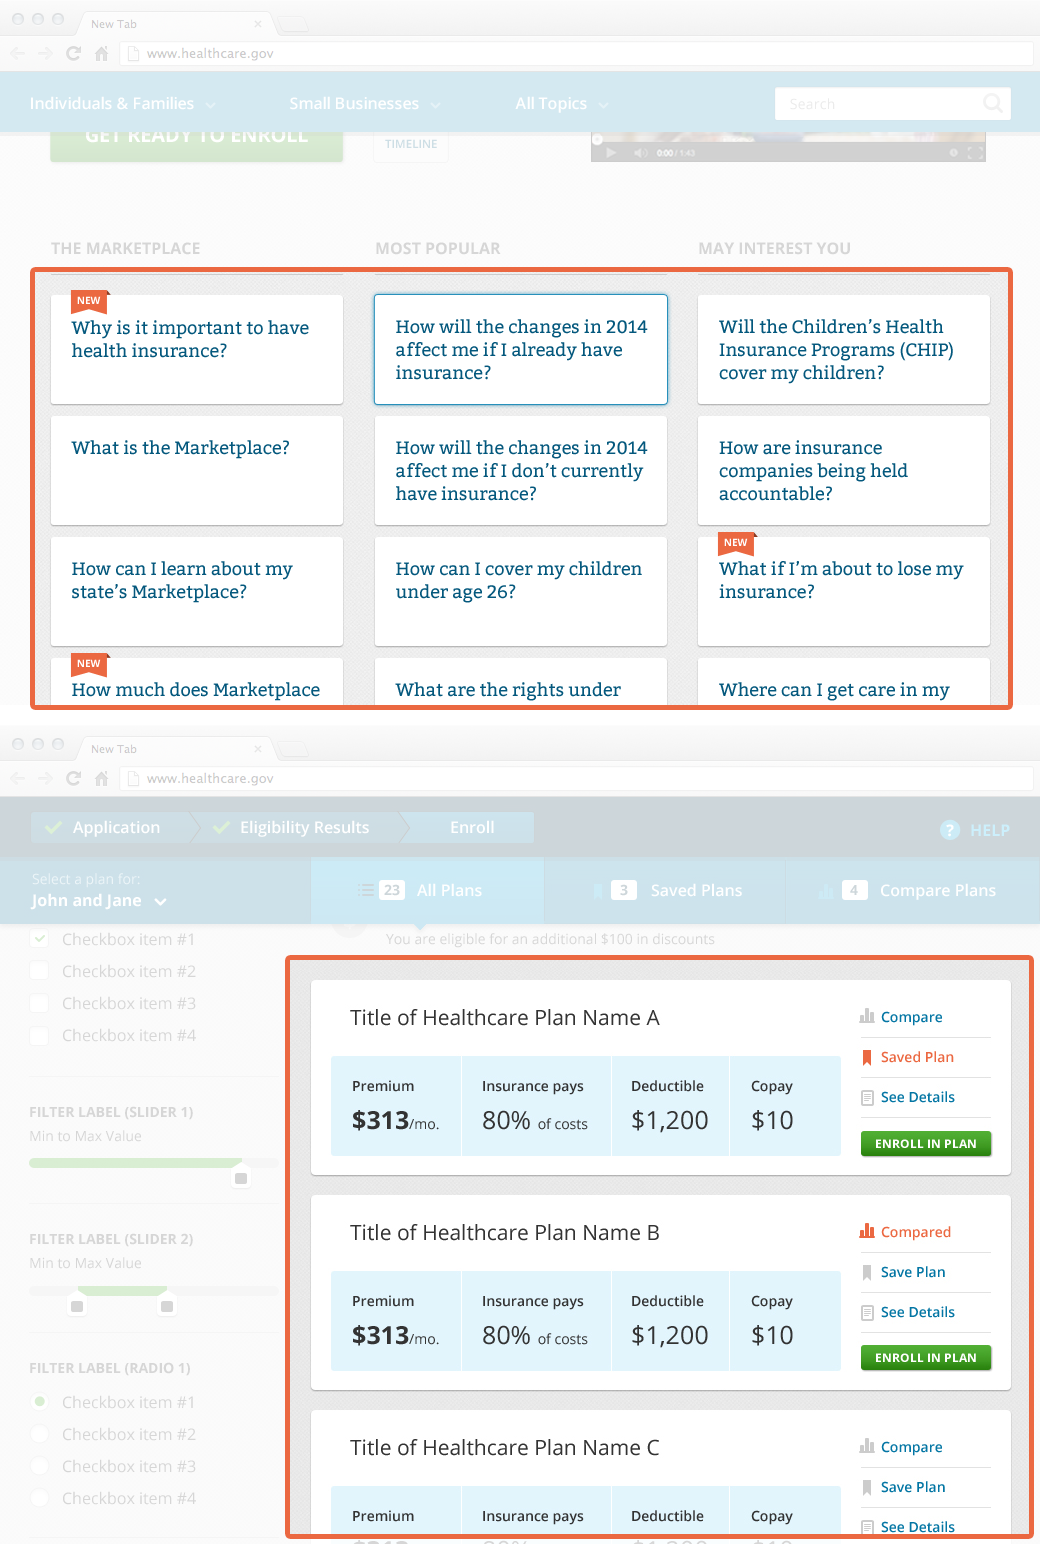 New Tab
www.healthcare.gov
Individuals & Families
Small Businesses
All Topics
Search
GET READY TO ENROLL
TIMELINE
0:00 / 1:43
THE MARKETPLACE
MOST POPULAR
MAY INTEREST YOU
NEW
Why is it important to have
health insurance?
How will the changes in 2014
affect me if I already have
insurance?
Will the Children’s Health
Insurance Programs (CHIP)
cover my children?
What is the Marketplace?
How will the changes in 2014
affect me if I don’t currently
have insurance?
How are insurance
companies being held
accountable?
How can I learn about my
state’s Marketplace?
How can I cover my children
under age 26?
NEW
What if I’m about to lose my
insurance?
NEW
How much does Marketplace
What are the rights under
Where can I get care in my
New Tab
www.healthcare.gov
Application
Eligibility Results
Enroll
? HELP
Select a plan for:
John and Jane
23 All Plans
3 Saved Plans
4 Compare Plans
You are eligible for an additional $100 in discounts
Checkbox item #1
Checkbox item #2
Checkbox item #3
Checkbox item #4
FILTER LABEL (SLIDER 1)
Min to Max Value
FILTER LABEL (SLIDER 2)
Min to Max Value
FILTER LABEL (RADIO 1)
Checkbox item #1
Checkbox item #2
Checkbox item #3
Checkbox item #4
Title of Healthcare Plan Name A
Premium
$313/mo.
Insurance pays
80% of costs
Deductible
$1,200
Copay
$10
Compare
Saved Plan
See Details
ENROLL IN PLAN
Title of Healthcare Plan Name B
Premium
$313/mo.
Insurance pays
80% of costs
Deductible
$1,200
Copay
$10
Compared
Save Plan
See Details
ENROLL IN PLAN
Title of Healthcare Plan Name C
Premium
$313/mo.
Insurance pays
80% of costs
Deductible
$1,200
Copay
$10
Compare
Save Plan
See Details